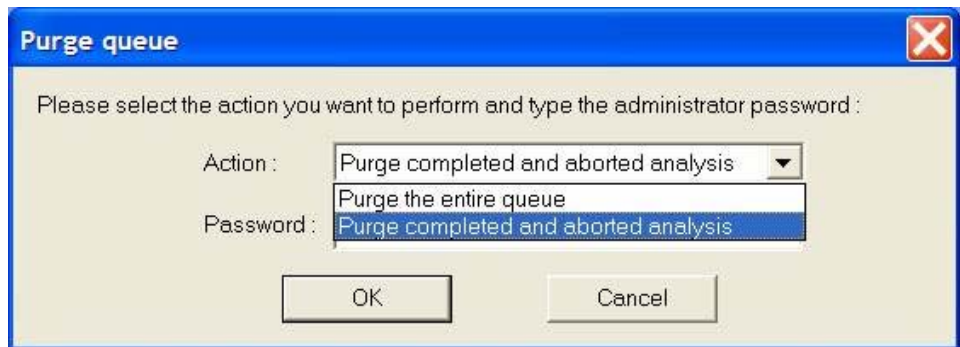 Purge queue
Please select the action you want to perform and type the administrator password :
Action : Purge completed and aborted analysis
Purge the entire queue
Password : Purge completed and aborted analysis
OK Cancel